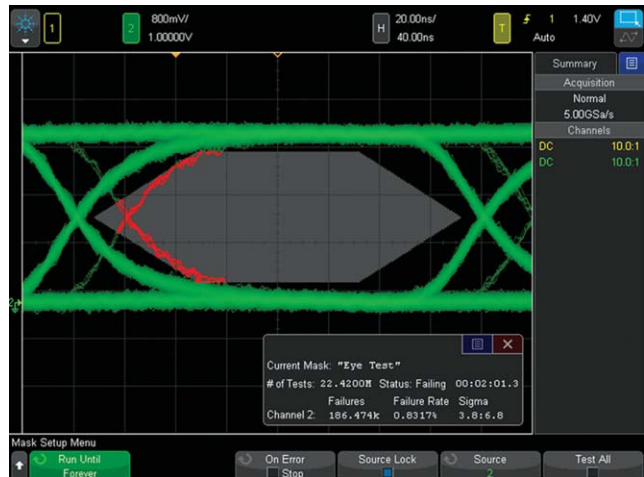 1
2
800mV/
1.00000V
H
20.00ns/
40.00ns
T
1
1.40V
Auto
Summary
Acquisition
Normal
5.00GSa/s
Channels
DC 10.0:1
DC 10.0:1
2
Current Mask: "Eye Test"
# of Tests: 22.4200M Status: Failing 00:02:01.3
Failures Failure Rate Sigma
Channel 2: 186.474k 0.8317% 3.8:6.8
Mask Setup Menu
Run Until
Forever
On Error
Stop
Source Lock
Source
2
Test All